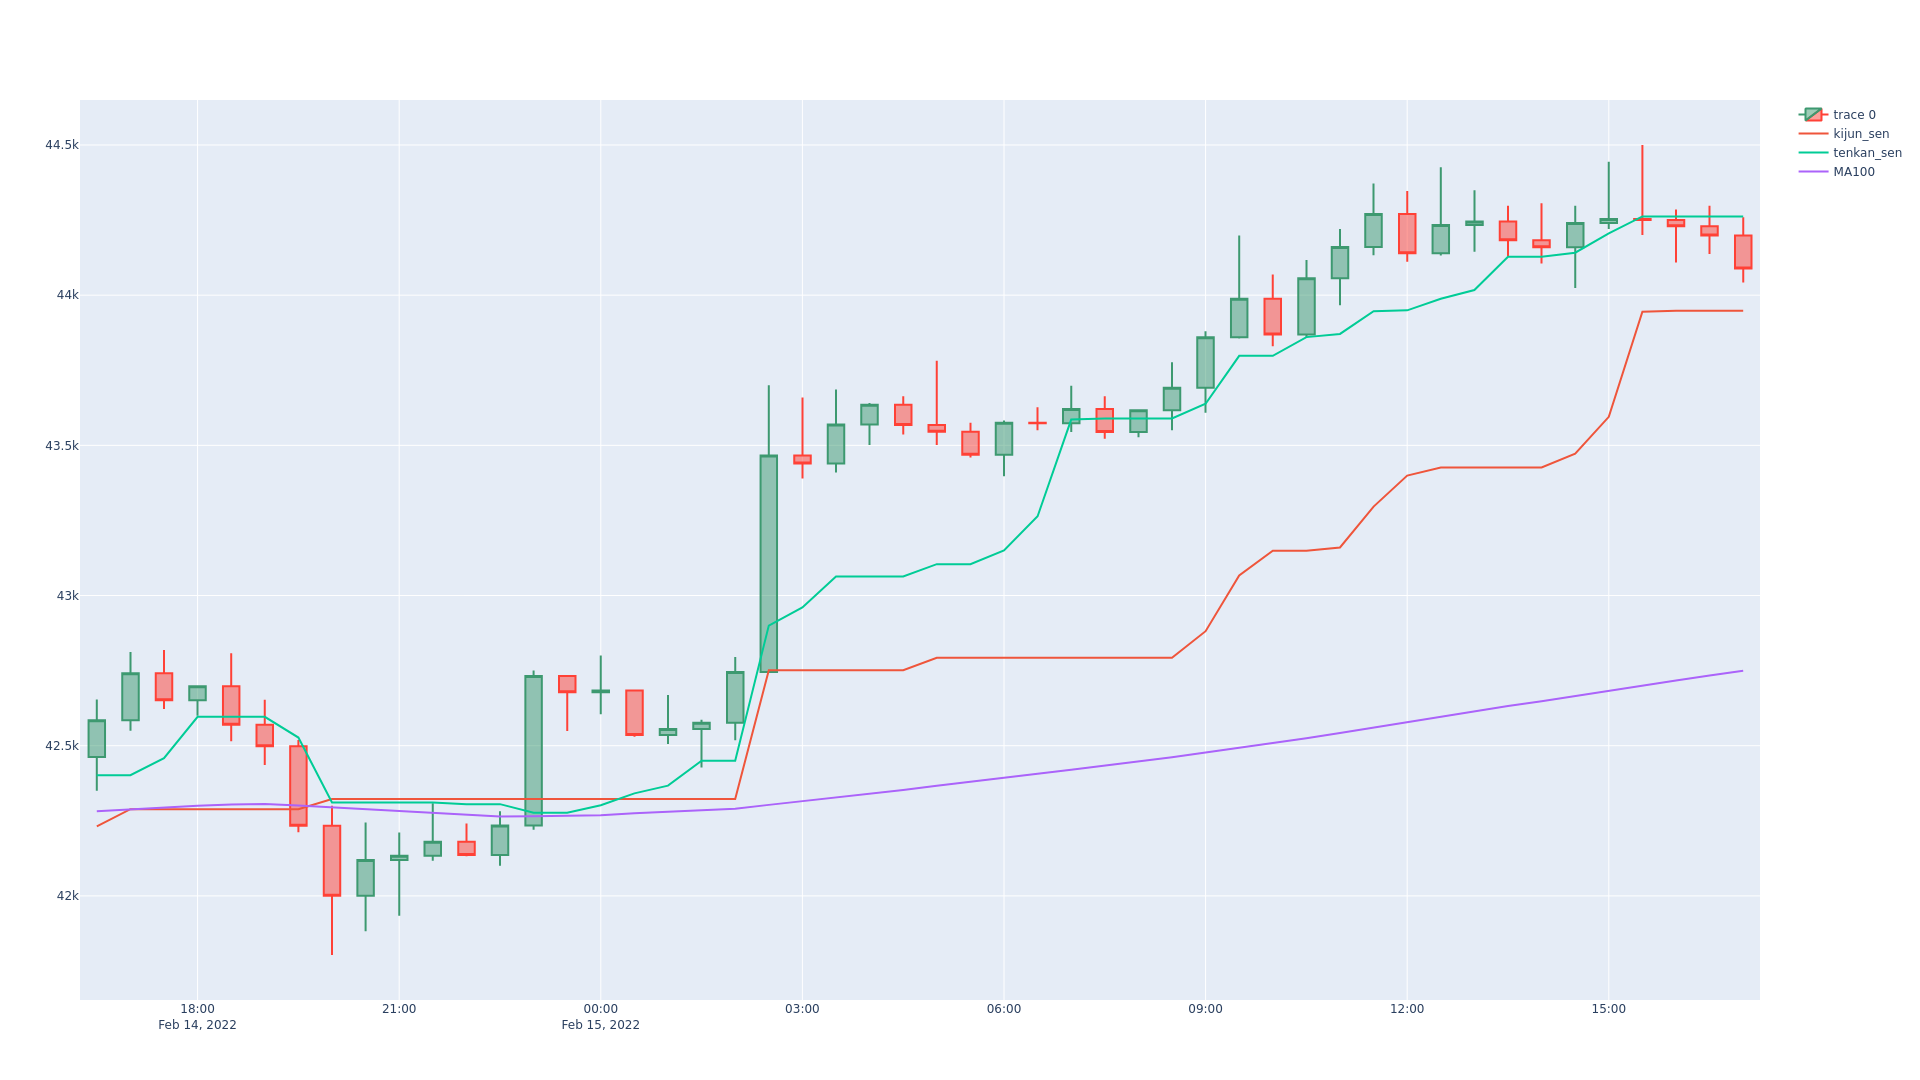 trace 0
kijun_sen
tenkan_sen
MA100
44.5k
44k
43.5k
43k
42.5k
42k
18:00 21:00 00:00 03:00 06:00 09:00 12:00 15:00
Feb 14, 2022 Feb 15, 2022